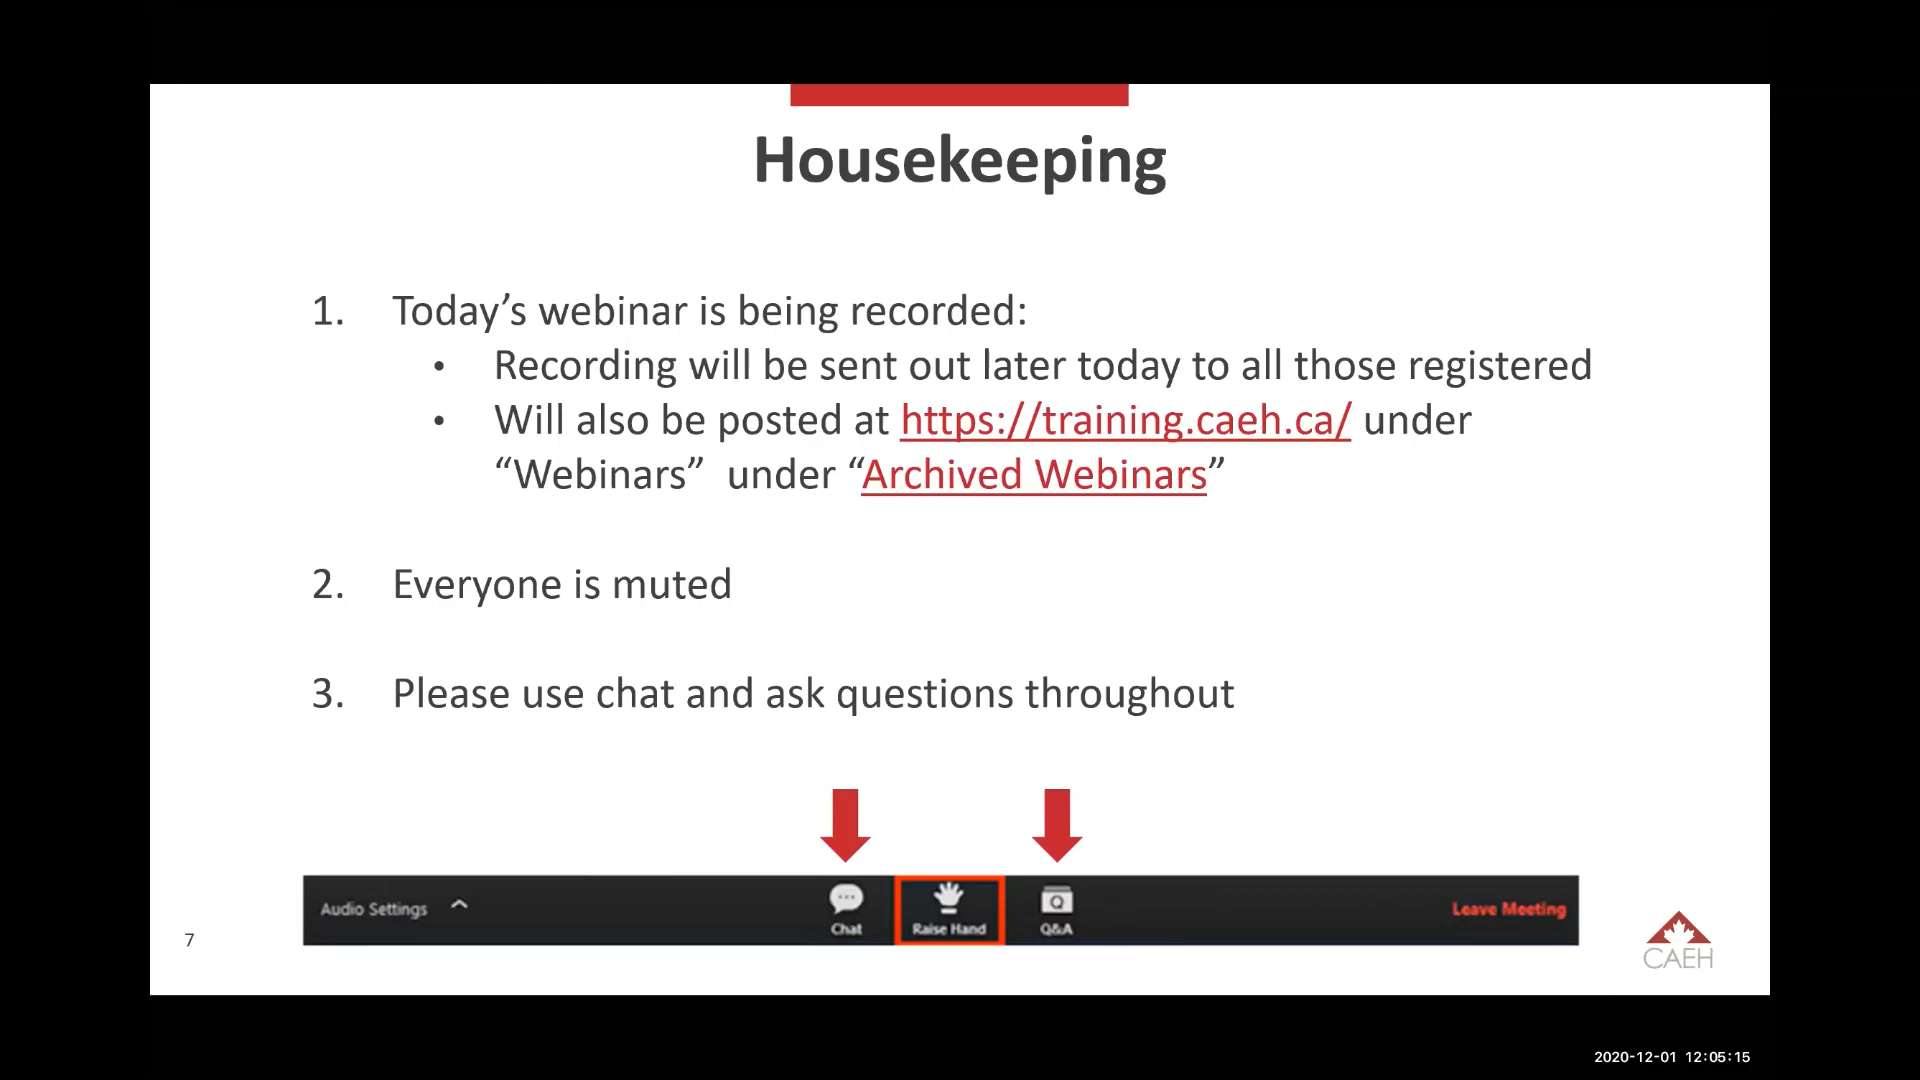 Housekeeping
1. Today’s webinar is being recorded:
• Recording will be sent out later today to all those registered
• Will also be posted at https://training.caeh.ca/ under
“Webinars”  under “Archived Webinars”
2. Everyone is muted
3. Please use chat and ask questions throughout
Audio Settings
Chat
Raise Hand
Q&A
Leave Meeting
7
CAEH
2020-12-01 12:05:15